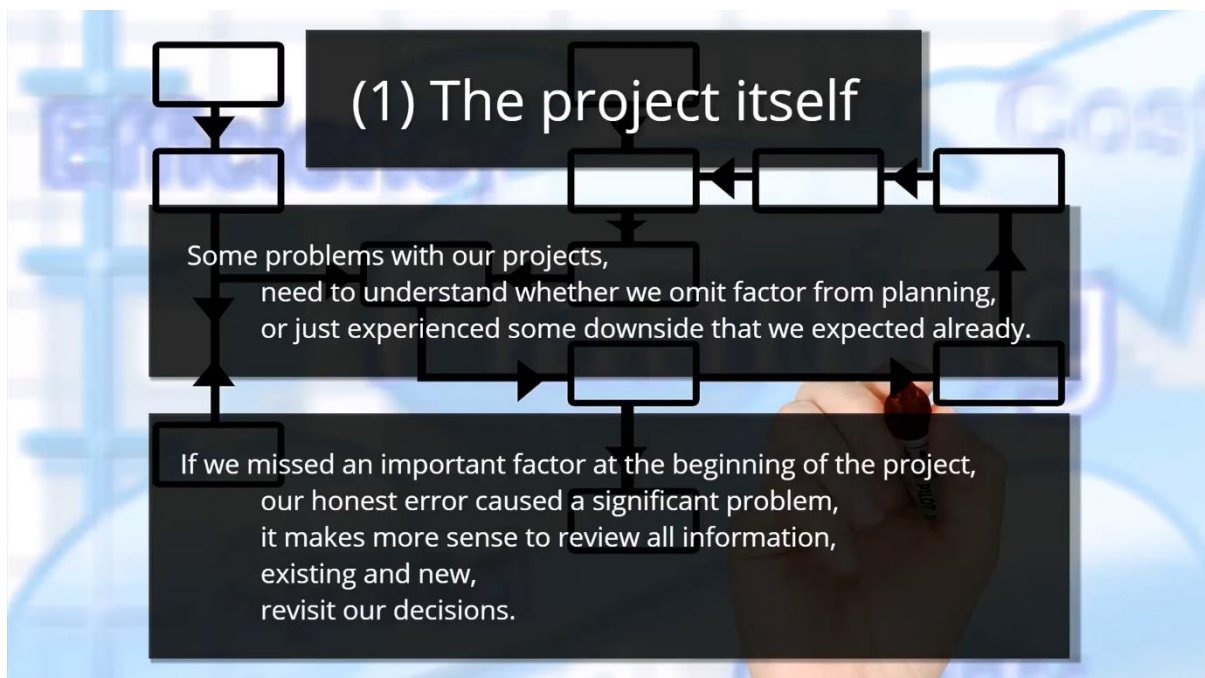 (1) The project itself
Some problems with our projects,
need to understand whether we omit factor from planning,
or just experienced some downside that we expected already.
If we missed an important factor at the beginning of the project,
our honest error caused a significant problem,
it makes more sense to review all information,
existing and new,
revisit our decisions.
PILOT